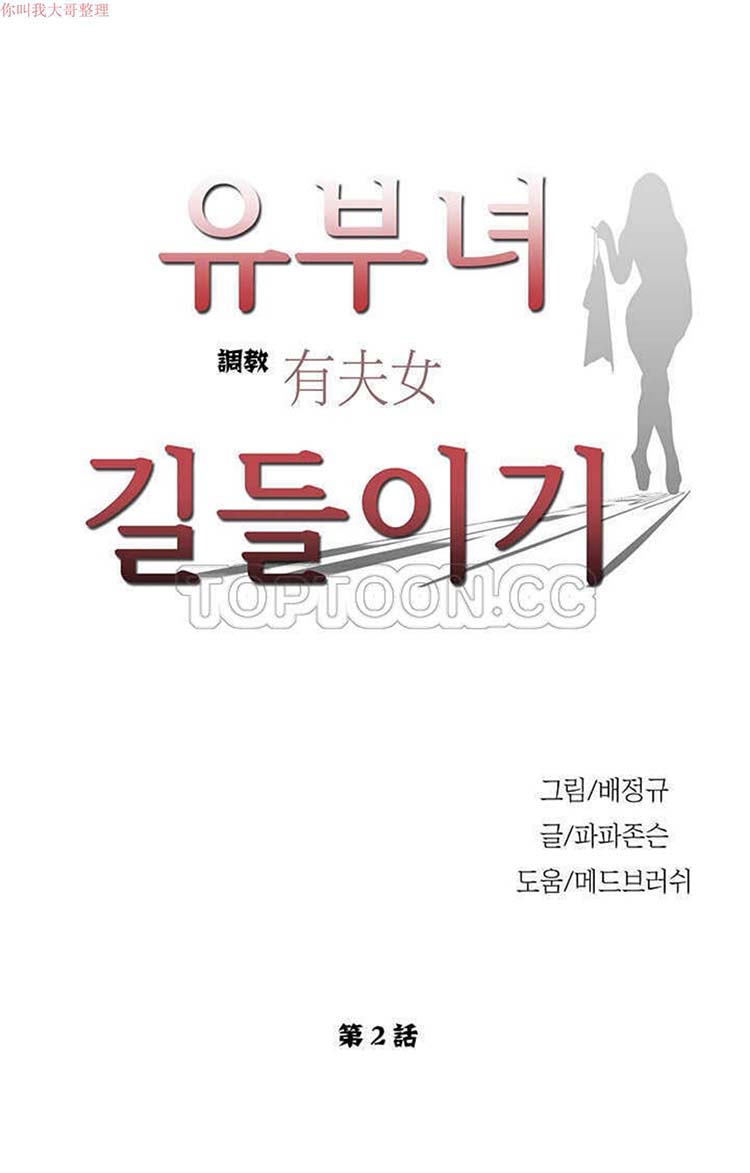 你叫我大哥整理
유부녀
調教 有夫女
길들이기
TOPTOON.CC
그림/배정규
글/파파존슨
도움/메드브러쉬
第2話